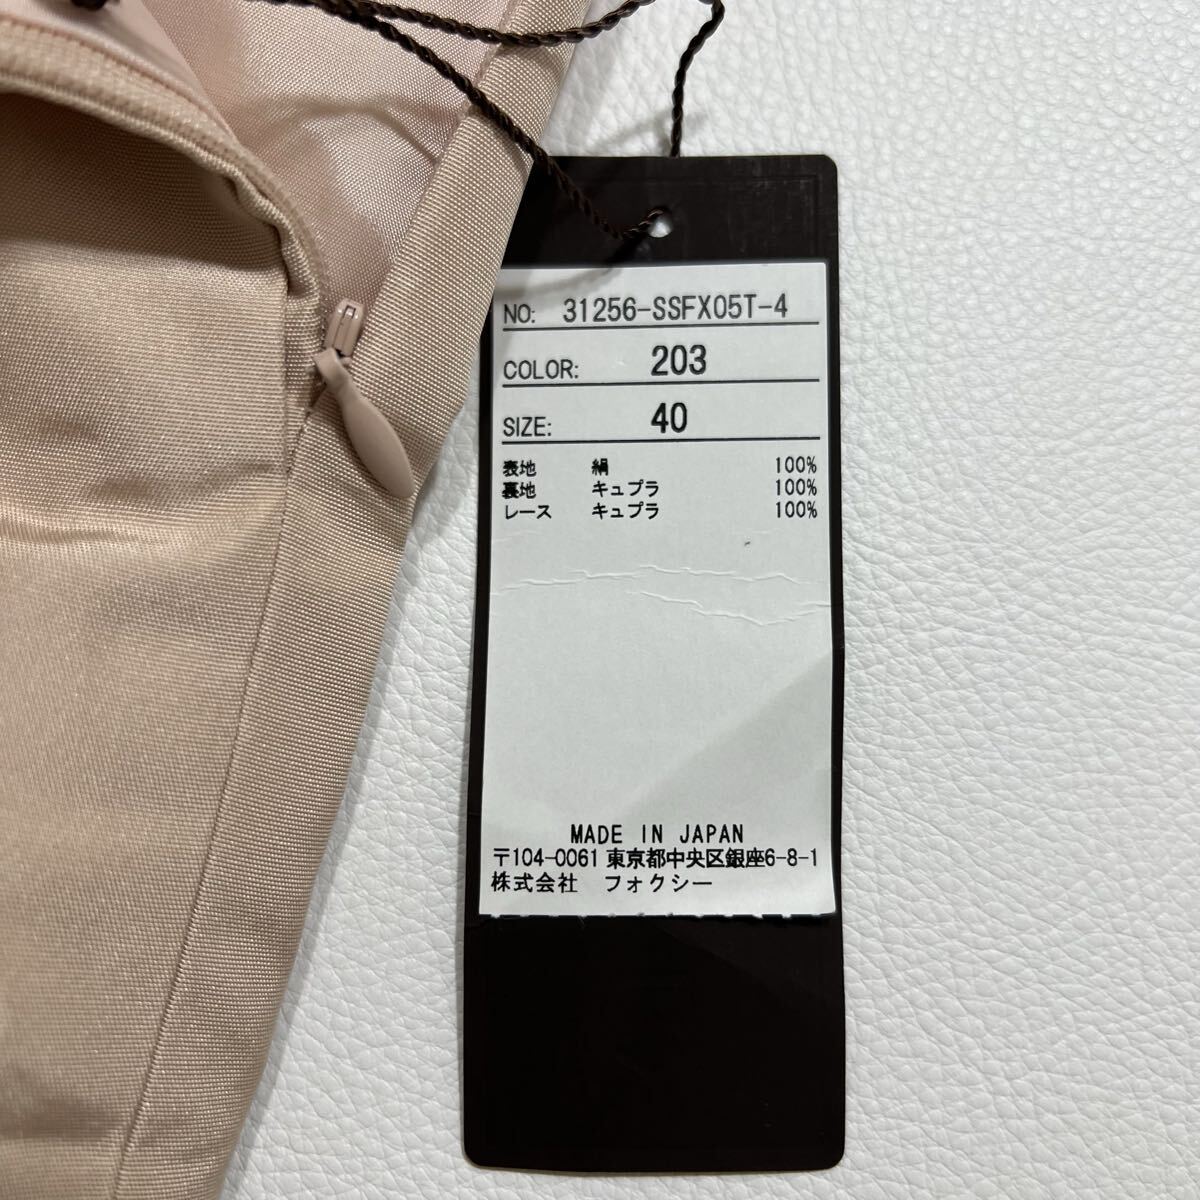 NO: 31256-SSFX05T-4
COLOR: 203
SIZE: 40
表地 絹 100%
裏地 キュプラ 100%
レース キュプラ 100%
MADE IN JAPAN
〒104-0061 東京都中央区銀座6-8-1
株式会社 フォクシー